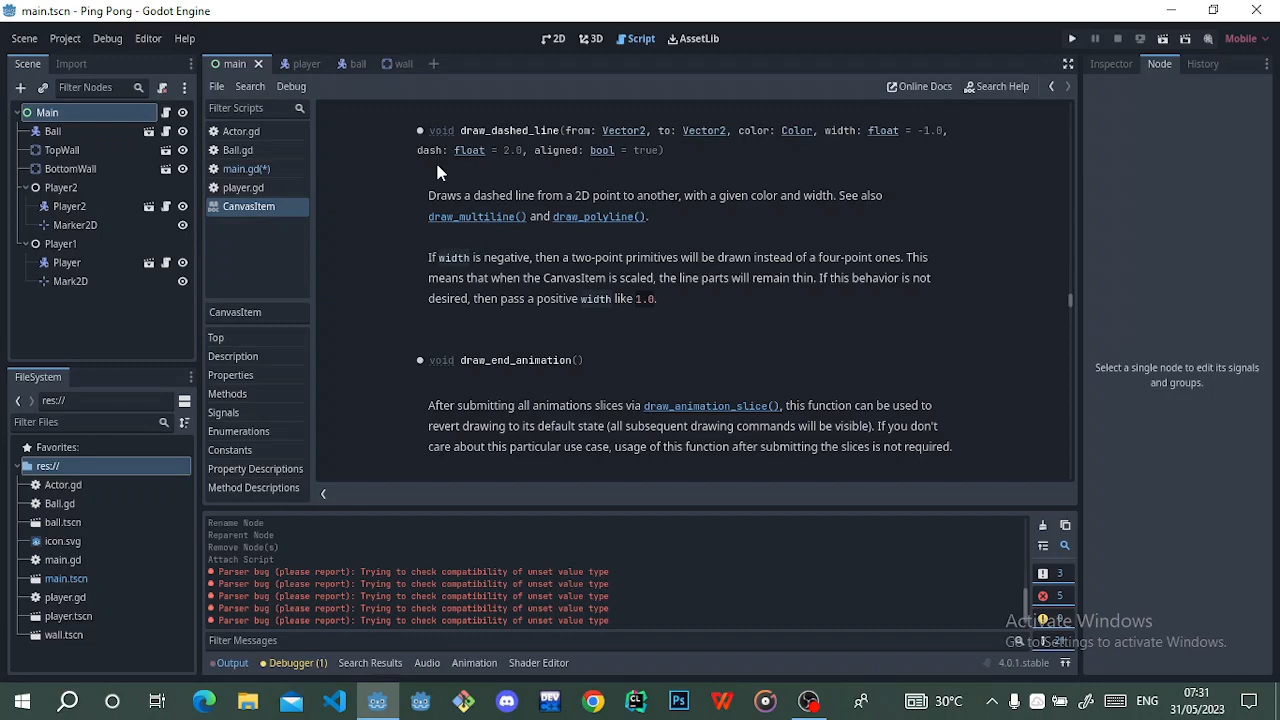 main.tscn - Ping Pong - Godot Engine
Scene Project Debug Editor Help
2D 3D Script AssetLib
Mobile
Scene Import
main player ball wall
Inspector Node History
Filter Nodes
File Search Debug
Online Docs Search Help
Main
Ball
TopWall
BottomWall
Player2
Player2
Marker2D
Player1
Player
Mark2D
Filter Scripts
Actor.gd
Ball.gd
main.gd(*)
player.gd
CanvasItem
CanvasItem
Top
Description
Properties
Methods
Signals
Enumerations
Constants
Property Descriptions
Method Descriptions
void draw_dashed_line(from: Vector2, to: Vector2, color: Color, width: float = -1.0,
dash: float = 2.0, aligned: bool = true)
Draws a dashed line from a 2D point to another, with a given color and width. See also
draw_multiline() and draw_polyline().
If width is negative, then a two-point primitives will be drawn instead of a four-point ones. This
means that when the CanvasItem is scaled, the line parts will remain thin. If this behavior is not
desired, then pass a positive width like 1.0.
void draw_end_animation()
After submitting all animations slices via draw_animation_slice(), this function can be used to
revert drawing to its default state (all subsequent drawing commands will be visible). If you don't
care about this particular use case, usage of this function after submitting the slices is not required.
Select a single node to edit its signals
and groups.
FileSystem
res://
Filter Files
Favorites:
res://
Actor.gd
Ball.gd
ball.tscn
icon.svg
main.gd
main.tscn
player.gd
player.tscn
wall.tscn
Rename Node
Reparent Node
Remove Node(s)
Attach Script
Parser bug (please report): Trying to check compatibility of unset value type
Parser bug (please report): Trying to check compatibility of unset value type
Parser bug (please report): Trying to check compatibility of unset value type
Parser bug (please report): Trying to check compatibility of unset value type
Parser bug (please report): Trying to check compatibility of unset value type
3
5
Filter Messages
Output Debugger (1) Search Results Audio Animation Shader Editor
4.0.1.stable
Activate Windows
Go to Settings to activate Windows.
30°C
ENG
07:31
31/05/2023